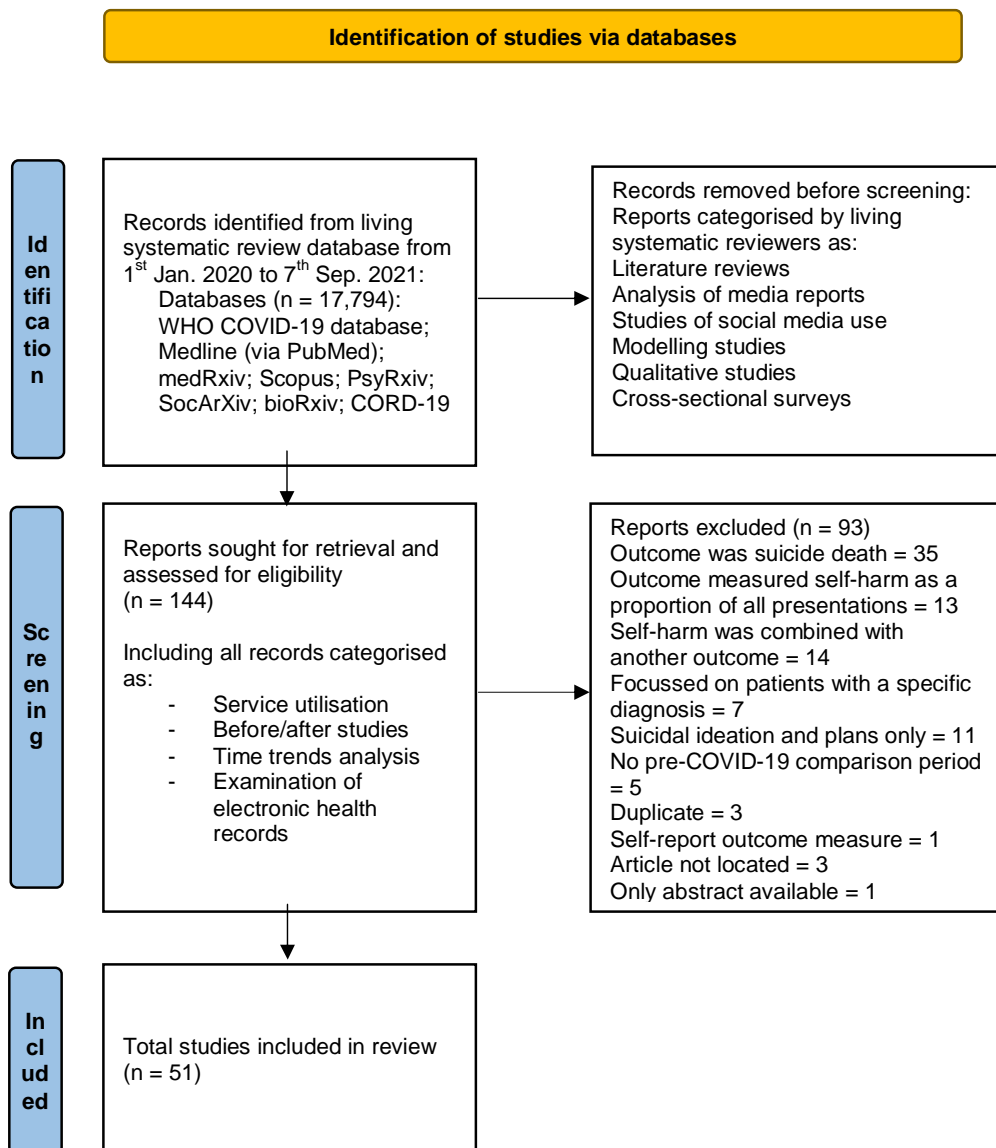 Identification of studies via databases
Id
en
tifi
ca
tio
n
Records identified from living
systematic review database from
1st Jan. 2020 to 7th Sep. 2021:
Databases (n = 17,794):
WHO COVID-19 database;
Medline (via PubMed);
medRxiv; Scopus; PsyRxiv;
SocArXiv; bioRxiv; CORD-19
Records removed before screening:
Reports categorised by living
systematic reviewers as:
Literature reviews
Analysis of media reports
Studies of social media use
Modelling studies
Qualitative studies
Cross-sectional surveys
Sc
re
en
in
g
Reports sought for retrieval and
assessed for eligibility
(n = 144)
Including all records categorised
as:
- Service utilisation
- Before/after studies
- Time trends analysis
- Examination of
electronic health
records
Reports excluded (n = 93)
Outcome was suicide death = 35
Outcome measured self-harm as a
proportion of all presentations = 13
Self-harm was combined with
another outcome = 14
Focussed on patients with a specific
diagnosis = 7
Suicidal ideation and plans only = 11
No pre-COVID-19 comparison period
= 5
Duplicate = 3
Self-report outcome measure = 1
Article not located = 3
Only abstract available = 1
In
cl
ud
ed
Total studies included in review
(n = 51)